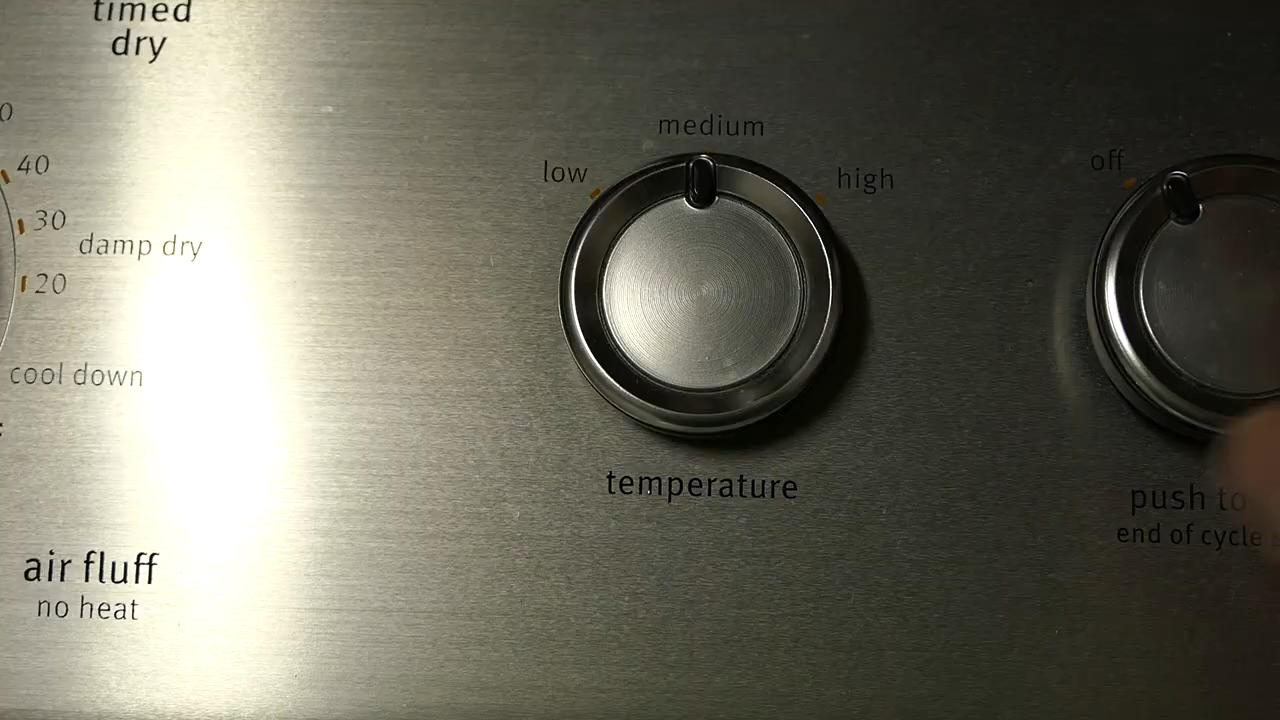 timed
dry
40
30
damp dry
20
cool down
air fluff
no heat
low
medium
high
temperature
off
push to
end of cycle